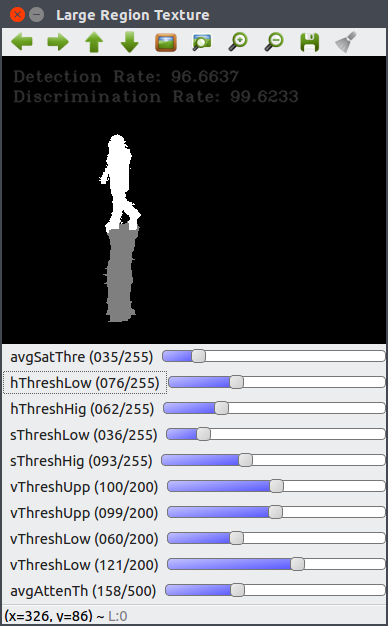 Large Region Texture
Detection Rate: 96.6637
Discrimination Rate: 99.6233
avgSatThre (035/255)
hThreshLow (076/255)
hThreshHig (062/255)
sThreshLow (036/255)
sThreshHig (093/255)
vThreshUpp (100/200)
vThreshUpp (099/200)
vThreshLow (060/200)
vThreshLow (121/200)
avgAttenTh (158/500)
(x=326, y=86) ~ L:0